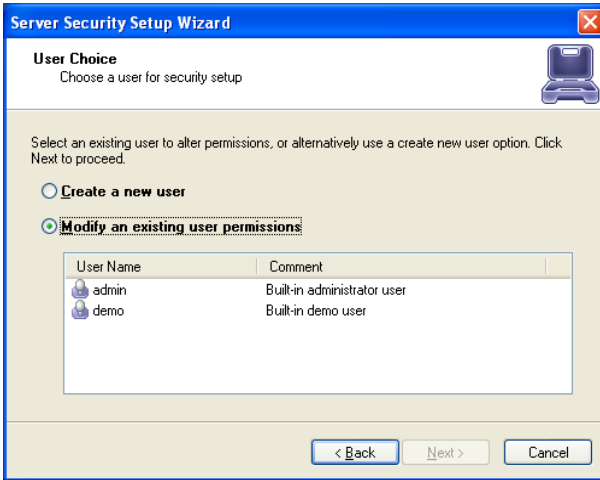 Server Security Setup Wizard
User Choice
Choose a user for security setup
Select an existing user to alter permissions, or alternatively use a create new user option. Click
Next to proceed.
Create a new user
Modify an existing user permissions
User Name Comment
admin Built-in administrator user
demo Built-in demo user
< Back Next > Cancel